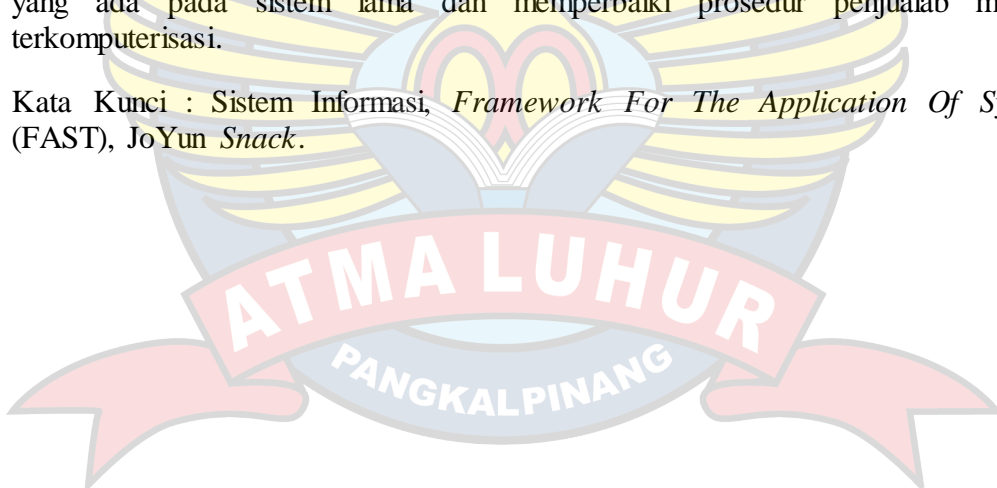 yang ada pada sistem lama dan memperbaiki prosedur penjualab
terkomputerisasi.
Kata Kunci : Sistem Informasi, Framework For The Application Of
(FAST), JoYun Snack.
ATMA LUHUR
PANGKALPINANG